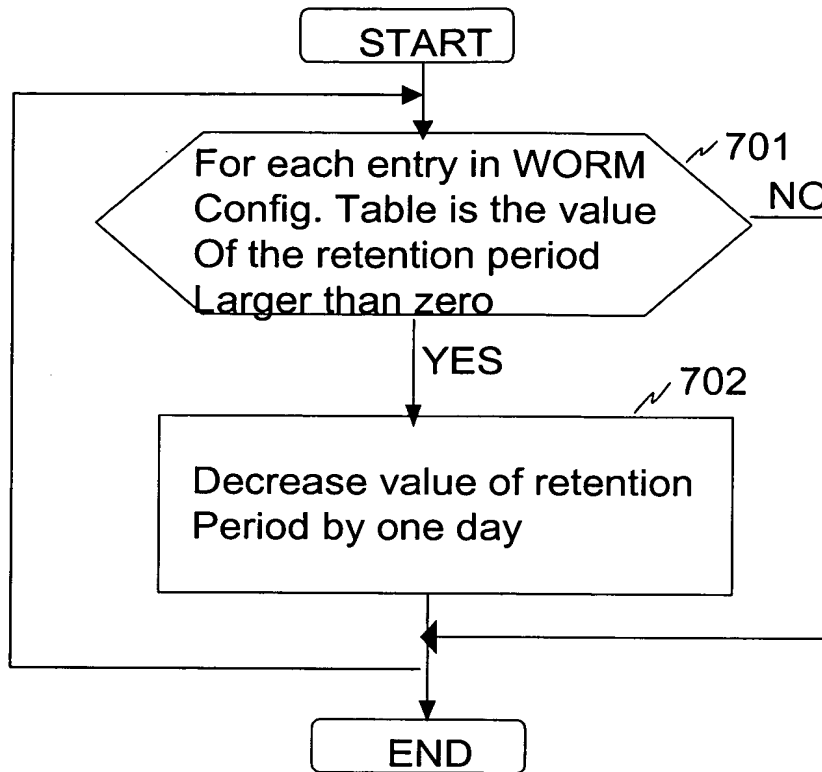 START
For each entry in WORM
Config. Table is the value
Of the retention period
Larger than zero
701
NO
YES
702
Decrease value of retention
Period by one day
END